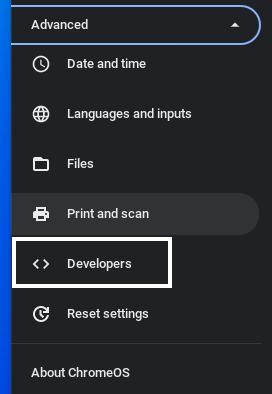 Advanced
Date and time
Languages and inputs
Files
Print and scan
Developers
Reset settings
About ChromeOS